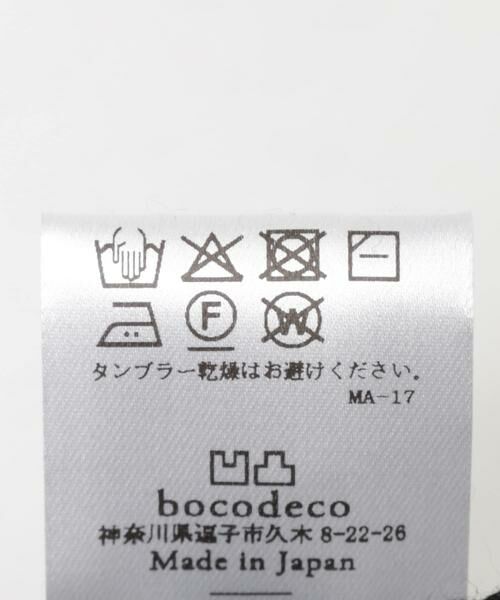 F W
タンブラー乾燥はお避けください。
MA-17
bocodeco
神奈川県逗子市久木8-22-26
Made in Japan